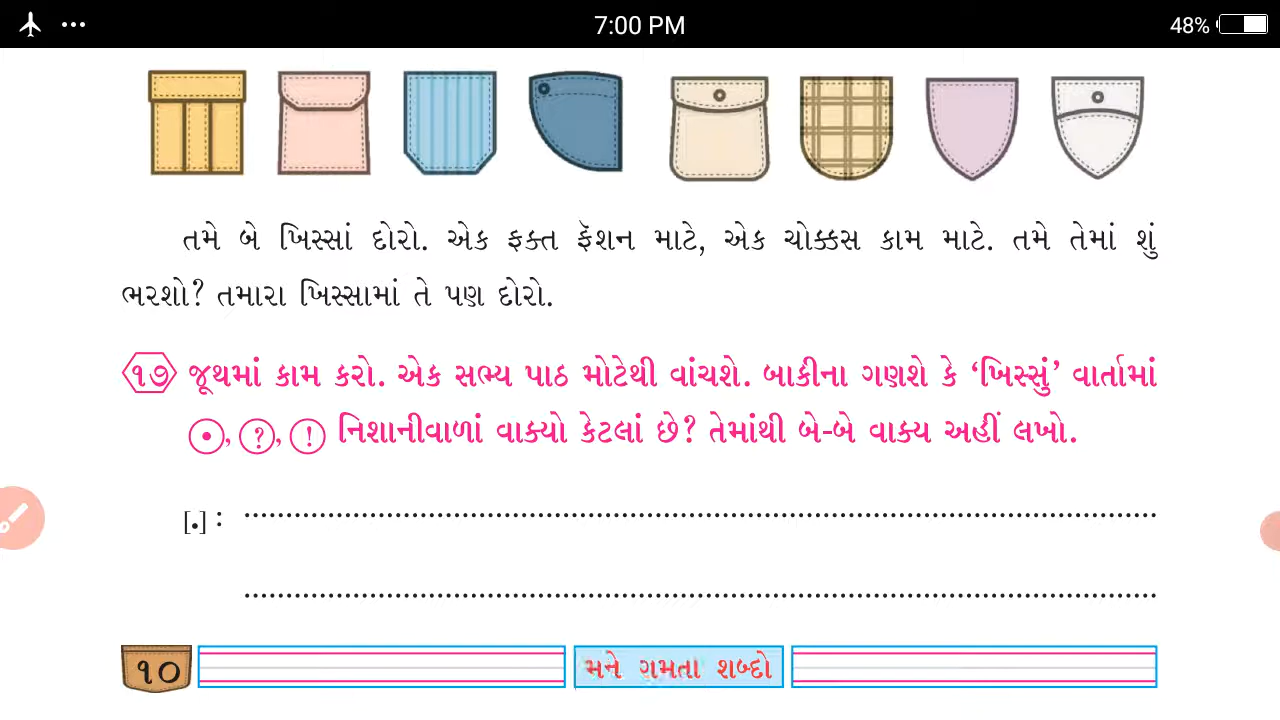 7:00 PM
48%
તમે બે ખિસ્સાં દોરો. એક ફક્ત ફૅશન માટે, એક ચોક્કસ કામ માટે. તમે તેમાં શું
ભરશો? તમારા ખિસ્સામાં તે પણ દોરો.
૧૭ જૂથમાં કામ કરો. એક સભ્ય પાઠ મોટેથી વાંચશે. બાકીના ગણશે કે ‘ખિસ્સું’ વાર્તામાં
(•), (?), (!) નિશાનીવાળાં વાક્યો કેટલાં છે? તેમાંથી બે-બે વાક્ય અહીં લખો.
[.] : ........................................................................
........................................................................
૧૦ મને ગમતા શબ્દો